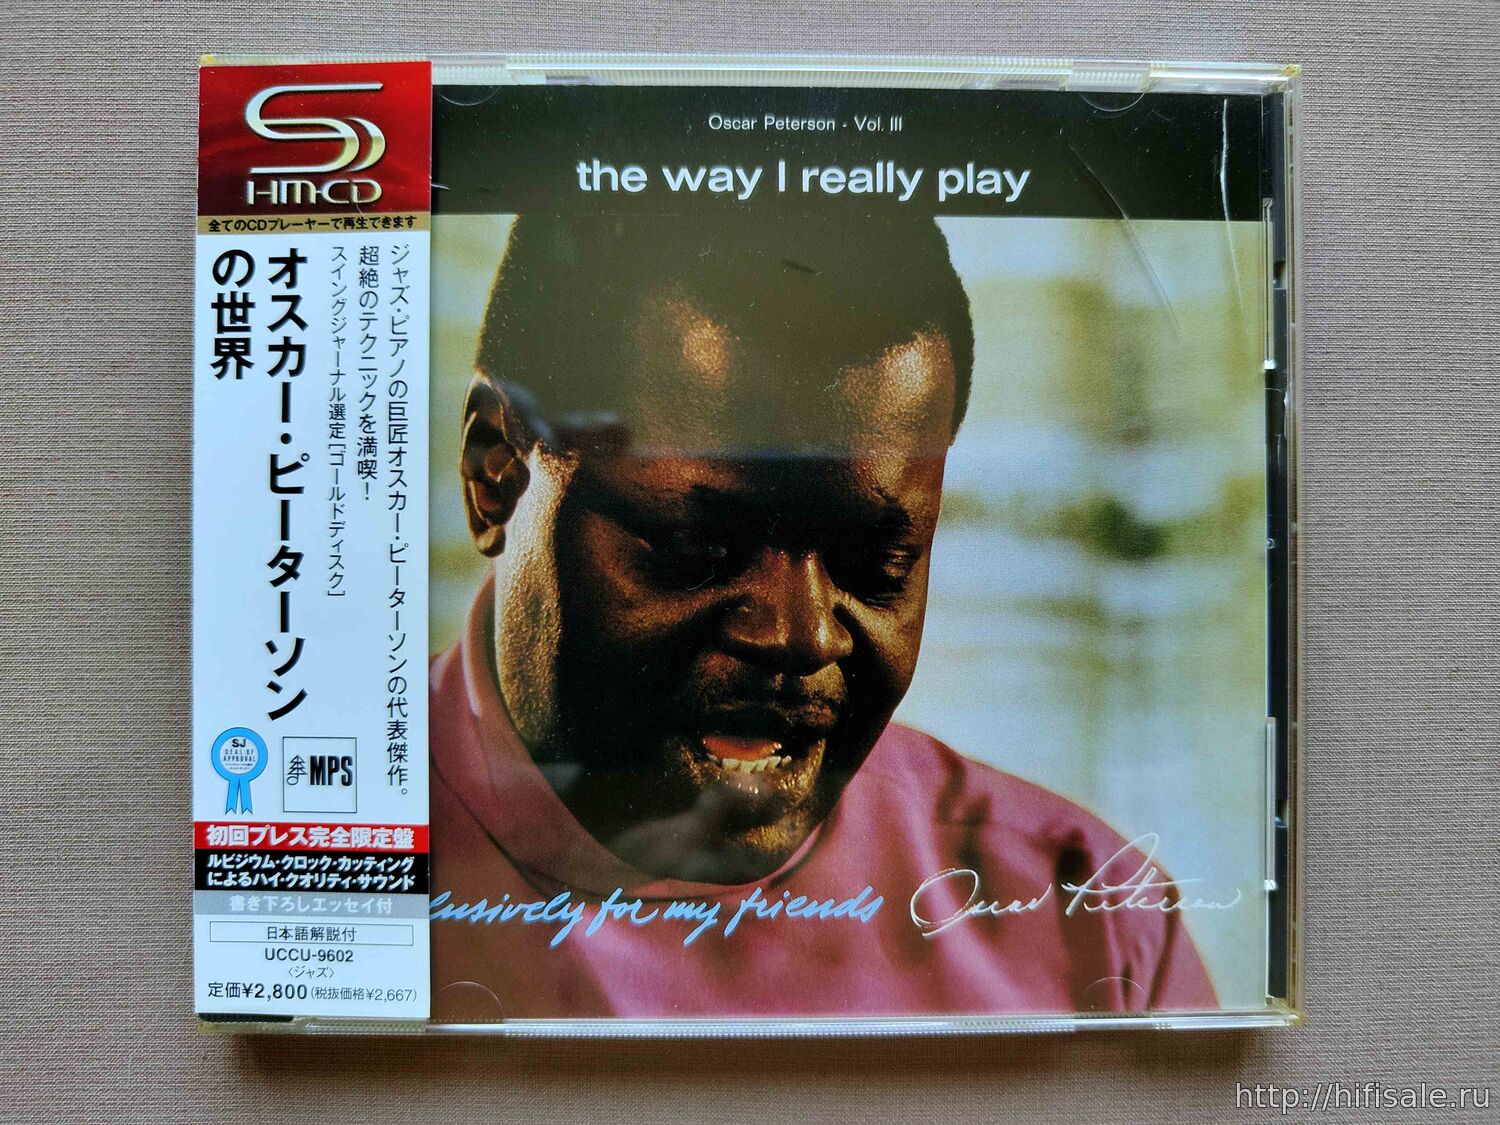 SHM-CD
全てのCDプレーヤーで再生できます
ジャズ・ピアノの巨匠オスカー・ピーターソンの代表傑作。
超絶のテクニックを満喫！
スイングジャーナル選定[ゴールドディスク]
オスカー・ピーターソン
の世界
SJ
SEAL OF
APPROVAL
MPS
初回プレス完全限定盤
ルビジウム・クロック・カッティング
によるハイ・クオリティ・サウンド
書き下ろしエッセイ付
日本語解説付
UCCU-9602
〈ジャズ〉
定価¥2,800(税抜価格¥2,667)
Oscar Peterson - Vol. III
the way I really play
lusively for my friends
Oscar Peterson
http://hifisale.ru